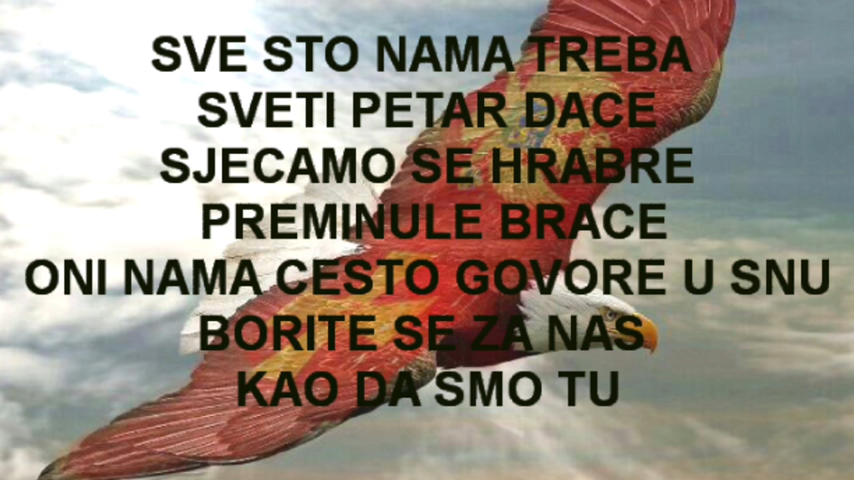 SVE STO NAMA TREBA
SVETI PETAR DACE
SJECAMO SE HRABRE
PREMINULE BRACE
ONI NAMA CESTO GOVORE U SNU
BORITE SE ZA NAS
KAO DA SMO TU